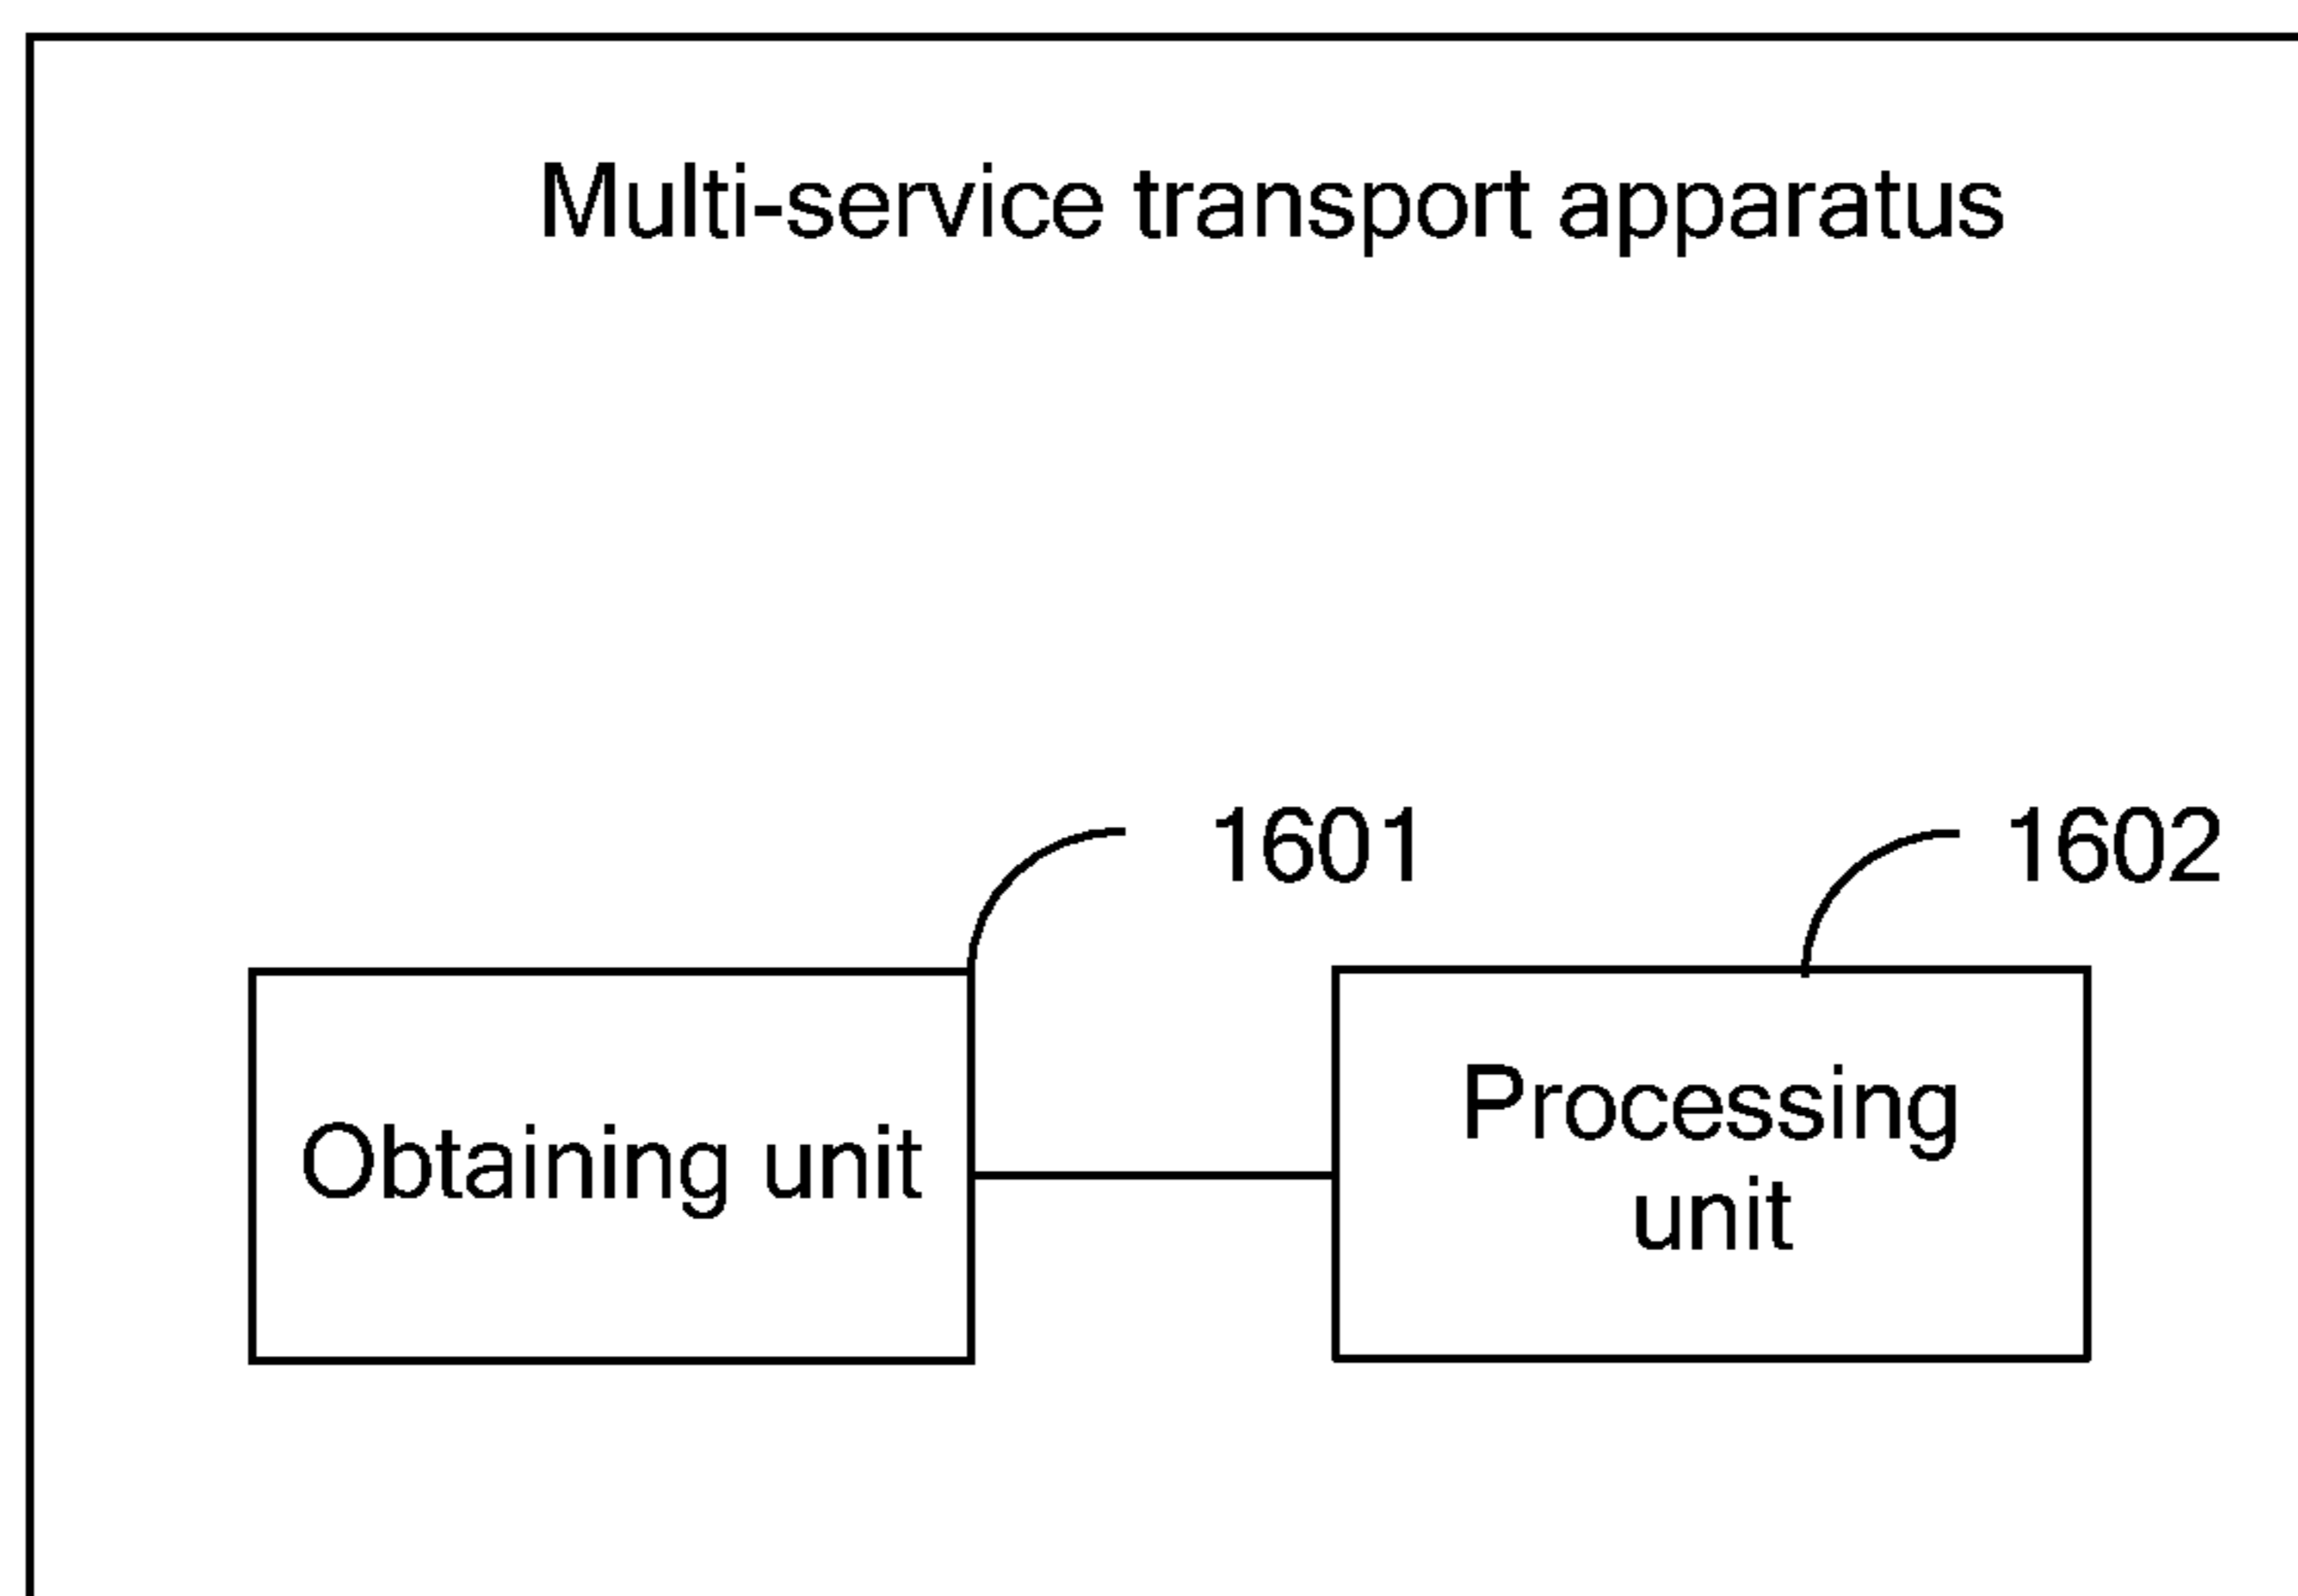 Multi-service transport apparatus
1601
1602
Obtaining unit
Processing
unit